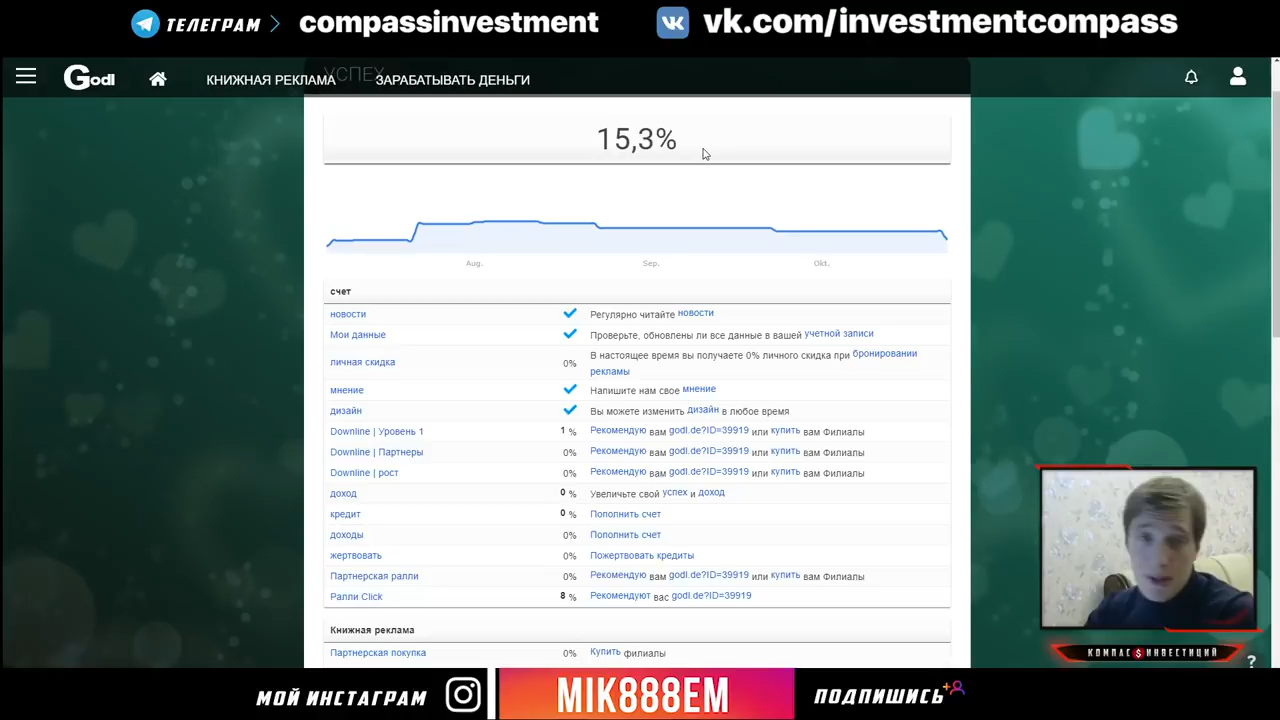 ТЕЛЕГРАМ > compassinvestment
vk.com/investmentcompass
Godl КНИЖНАЯ РЕКЛАМА ЗАРАБАТЫВАТЬ ДЕНЬГИ
УСПЕХ
15,3%
Aug. Sep. Okt.
счет
новости Регулярно читайте новости
Мои данные Проверьте, обновлены ли все данные в вашей учетной записи
личная скидка 0% В настоящее время вы получаете 0% личного скидка при бронировании
рекламы
мнение Напишите нам свое мнение
дизайн Вы можете изменить дизайн в любое время
Downline | Уровень 1 1 % Рекомендую вам godl.de?ID=39919 или купить вам Филиалы
Downline | Партнеры 0% Рекомендую вам godl.de?ID=39919 или купить вам Филиалы
Downline | рост 0% Рекомендую вам godl.de?ID=39919 или купить вам Филиалы
доход 0 % Увеличьте свой успех и доход
кредит 0 % Пополнить счет
доходы 0% Пополнить счет
жертвовать 0% Пожертвовать кредиты
Партнерская ралли 0% Рекомендую вам godl.de?ID=39919 или купить вам Филиалы
Ралли Click 8 % Рекомендуют вас godl.de?ID=39919
Книжная реклама
Партнерская покупка 0% Купить филиалы
КОМПАС $ ИНВЕСТИЦИЙ
?
МОЙ ИНСТАГРАМ
MIK888EM
ПОДПИШИСЬ